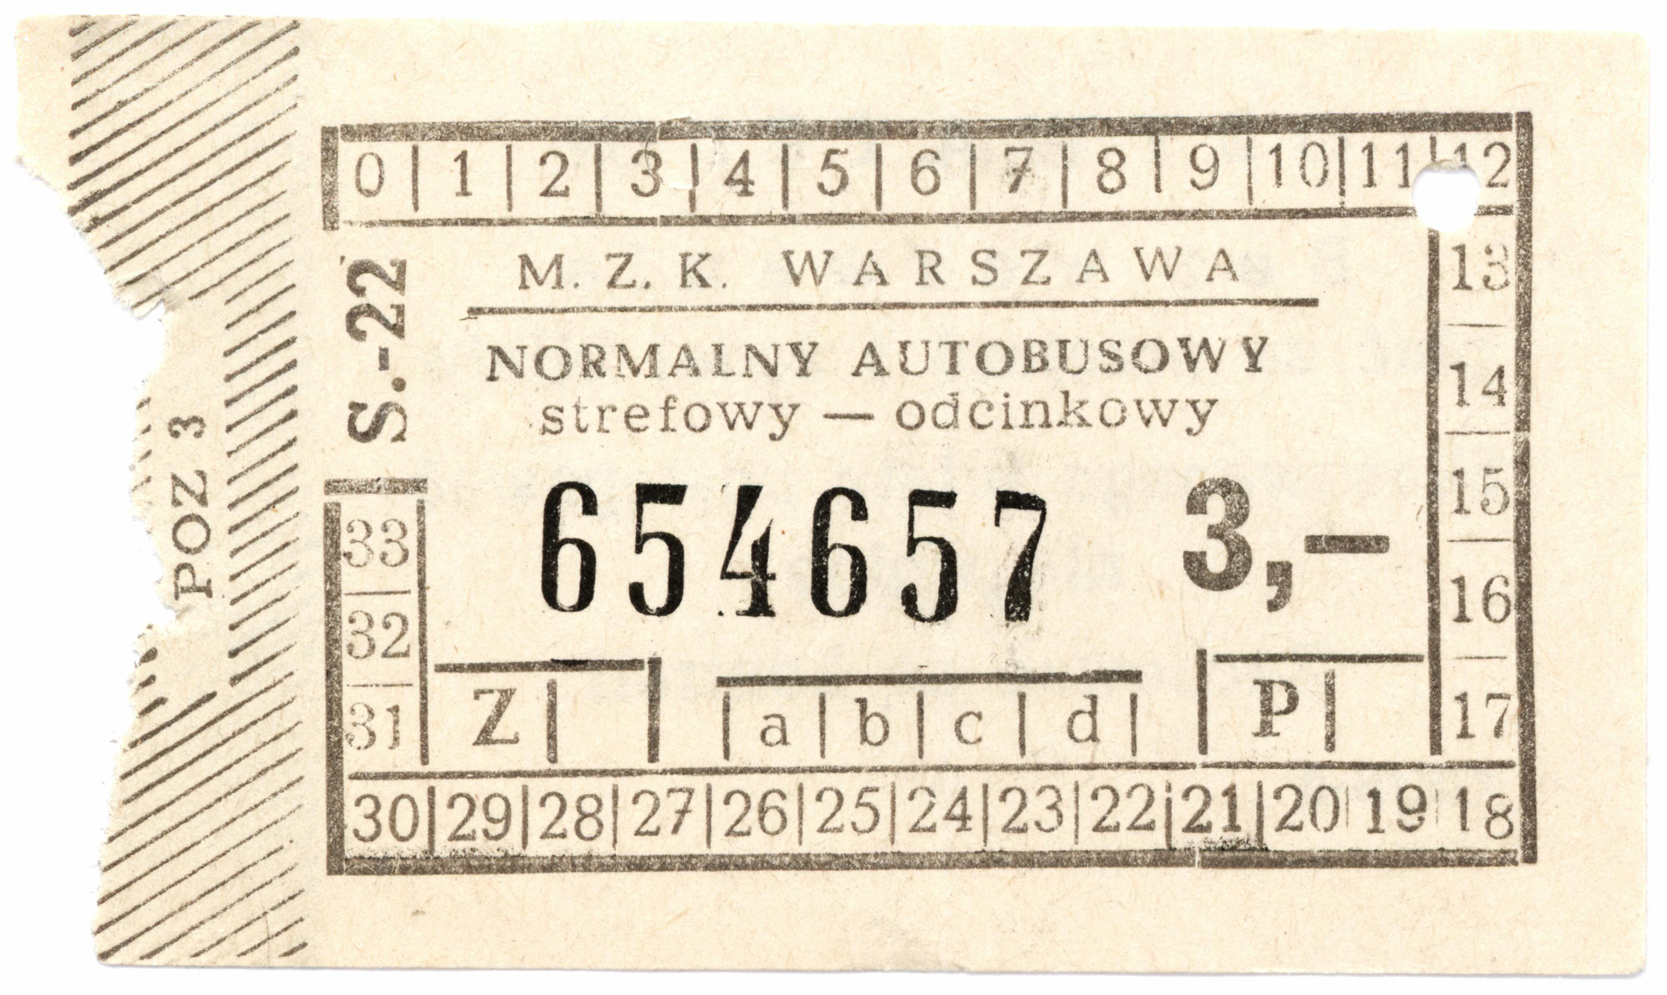 POZ 3
0 1 2 3 4 5 6 7 8 9 10 11 12
S.-22
M. Z. K. WARSZAWA
NORMALNY AUTOBUSOWY
strefowy — odcinkowy
654657 3,—
13
14
15
16
17
33
32
31
Z a b c d P
30 29 28 27 26 25 24 23 22 21 20 19 18